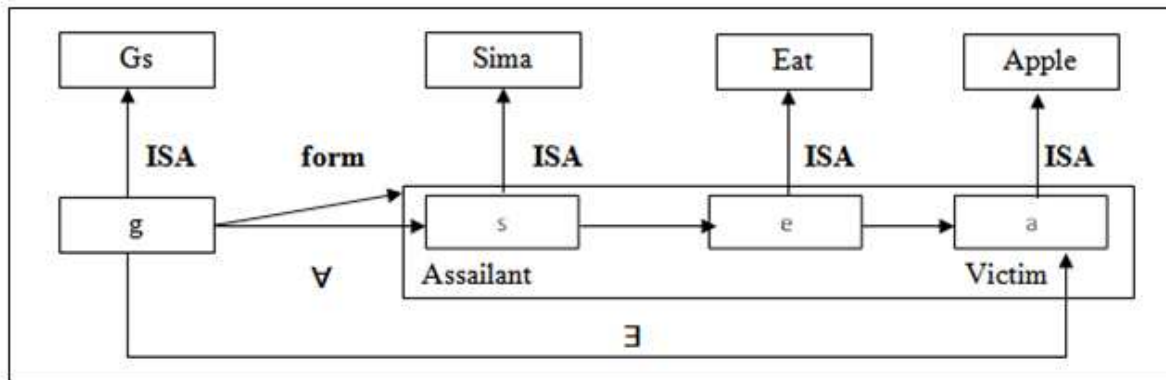 Gs Sima Eat Apple
ISA form ISA ISA ISA
g s e a
∀ Assailant Victim
∃